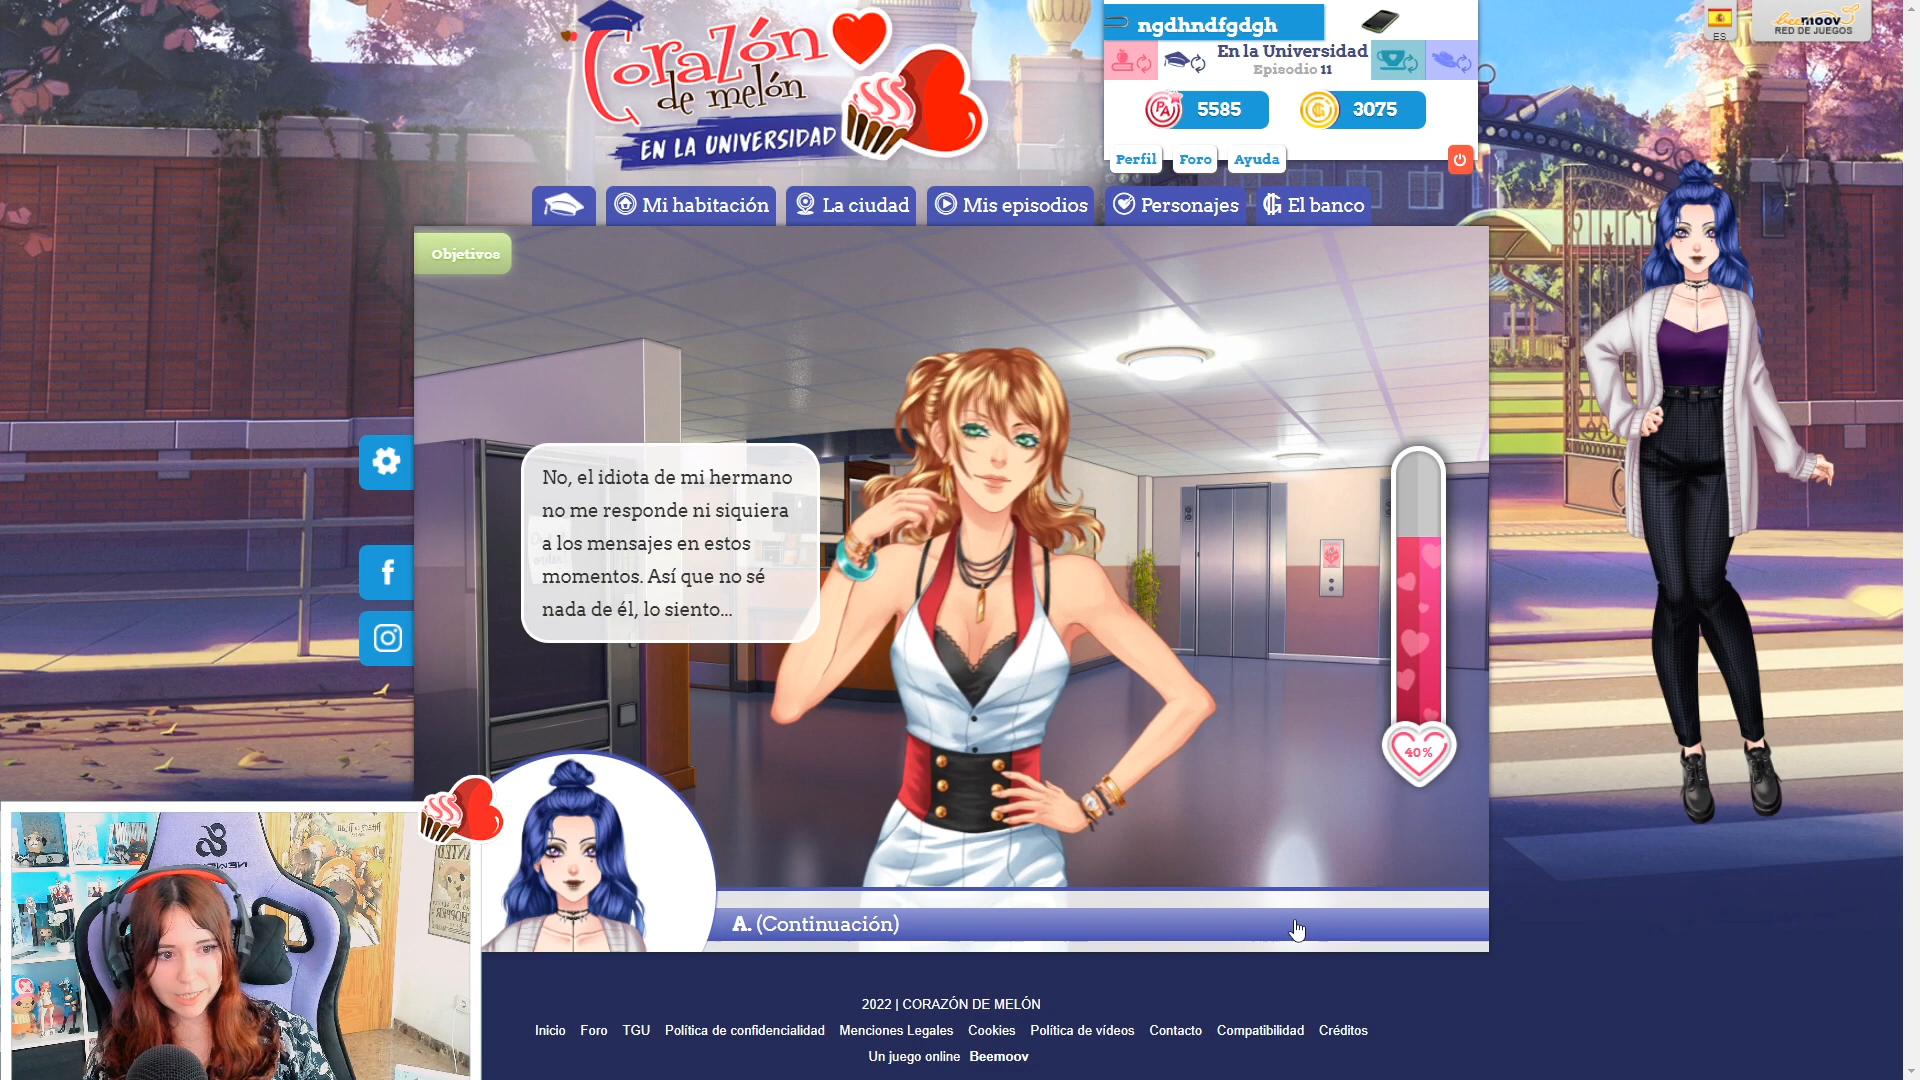 Corazón
de melón
EN LA UNIVERSIDAD
ngdhndfgdgh
En la Universidad
Episodio 11
PA
5585
3075
Perfil
Foro
Ayuda
ES
beemoov
RED DE JUEGOS
Mi habitación
La ciudad
Mis episodios
Personajes
El banco
Objetivos
No, el idiota de mi hermano
no me responde ni siquiera
a los mensajes en estos
momentos. Así que no sé
nada de él, lo siento...
40%
A. (Continuación)
2022 | CORAZÓN DE MELÓN
Inicio Foro TGU Política de confidencialidad Menciones Legales Cookies Política de vídeos Contacto Compatibilidad Créditos
Un juego online Beemoov